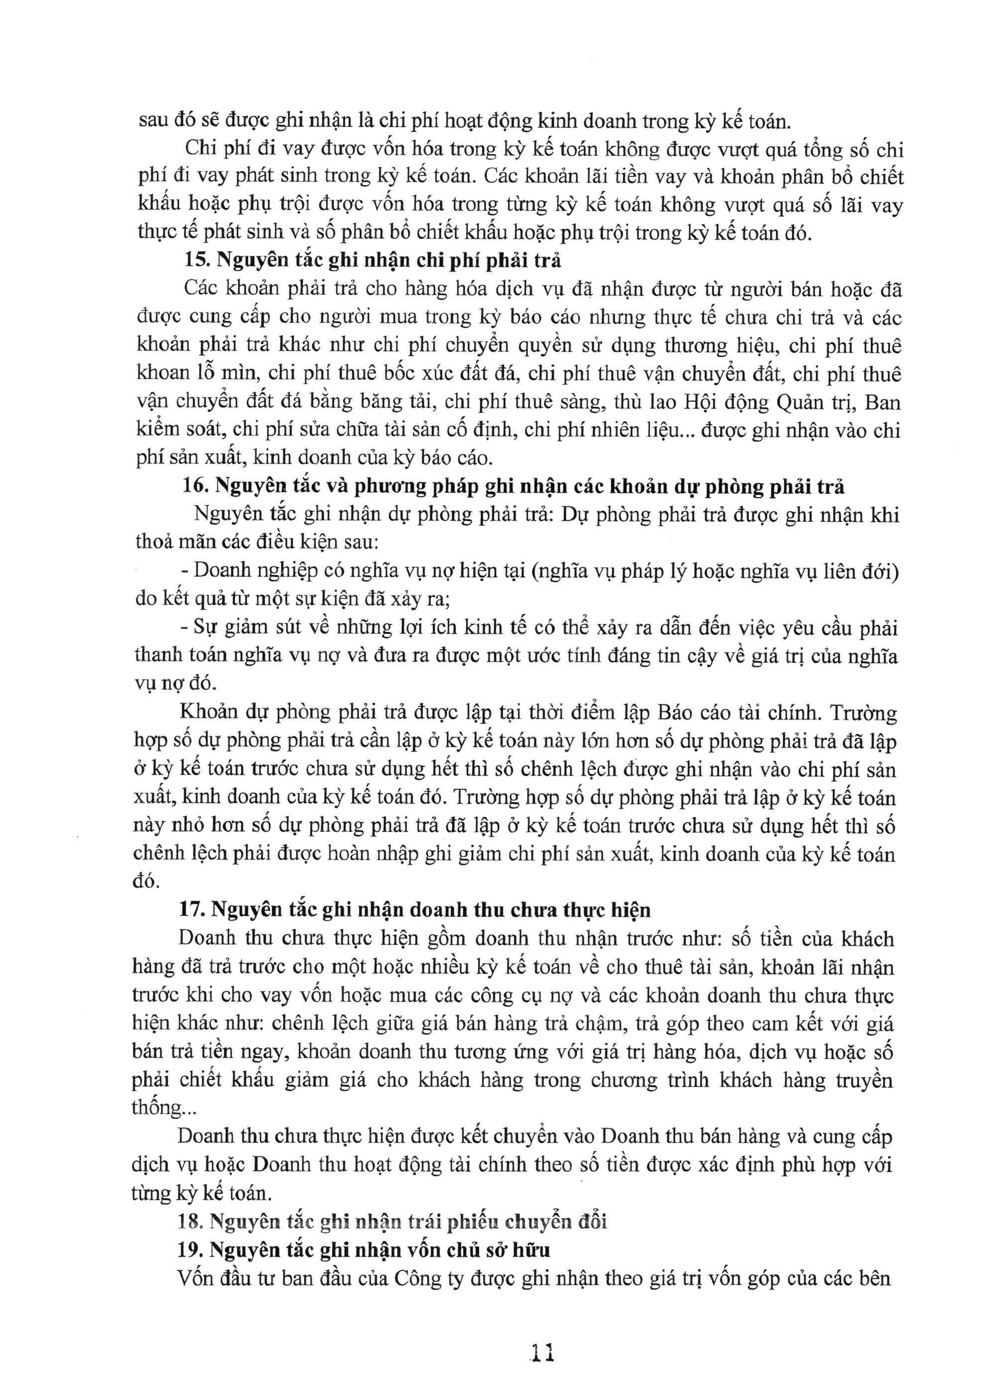 sau đó sẽ được ghi nhận là chi phí hoạt động kinh doanh trong kỳ kế toán.
Chi phí đi vay được vốn hóa trong kỳ kế toán không được vượt quá tổng số chi
phí đi vay phát sinh trong kỳ kế toán. Các khoản lãi tiền vay và khoản phân bổ chiết
khấu hoặc phụ trội được vốn hóa trong từng kỳ kế toán không vượt quá số lãi vay
thực tế phát sinh và số phân bổ chiết khấu hoặc phụ trội trong kỳ kế toán đó.
15. Nguyên tắc ghi nhận chi phí phải trả
Các khoản phải trả cho hàng hóa dịch vụ đã nhận được từ người bán hoặc đã
được cung cấp cho người mua trong kỳ báo cáo nhưng thực tế chưa chi trả và các
khoản phải trả khác như chi phí chuyển quyền sử dụng thương hiệu, chi phí thuê
khoan lỗ mìn, chi phí thuê bốc xúc đất đá, chi phí thuê vận chuyển đất, chi phí thuê
vận chuyển đất đá bằng băng tải, chi phí thuê sàng, thù lao Hội động Quản trị, Ban
kiểm soát, chi phí sửa chữa tài sản cố định, chi phí nhiên liệu... được ghi nhận vào chi
phí sản xuất, kinh doanh của kỳ báo cáo.
16. Nguyên tắc và phương pháp ghi nhận các khoản dự phòng phải trả
Nguyên tắc ghi nhận dự phòng phải trả: Dự phòng phải trả được ghi nhận khi
thoả mãn các điều kiện sau:
- Doanh nghiệp có nghĩa vụ nợ hiện tại (nghĩa vụ pháp lý hoặc nghĩa vụ liên đới)
do kết quả từ một sự kiện đã xảy ra;
- Sự giảm sút về những lợi ích kinh tế có thể xảy ra dẫn đến việc yêu cầu phải
thanh toán nghĩa vụ nợ và đưa ra được một ước tính đáng tin cậy về giá trị của nghĩa
vụ nợ đó.
Khoản dự phòng phải trả được lập tại thời điểm lập Báo cáo tài chính. Trường
hợp số dự phòng phải trả cần lập ở kỳ kế toán này lớn hơn số dự phòng phải trả đã lập
ở kỳ kế toán trước chưa sử dụng hết thì số chênh lệch được ghi nhận vào chi phí sản
xuất, kinh doanh của kỳ kế toán đó. Trường hợp số dự phòng phải trả lập ở kỳ kế toán
này nhỏ hơn số dự phòng phải trả đã lập ở kỳ kế toán trước chưa sử dụng hết thì số
chênh lệch phải được hoàn nhập ghi giảm chi phí sản xuất, kinh doanh của kỳ kế toán
đó.
17. Nguyên tắc ghi nhận doanh thu chưa thực hiện
Doanh thu chưa thực hiện gồm doanh thu nhận trước như: số tiền của khách
hàng đã trả trước cho một hoặc nhiều kỳ kế toán về cho thuê tài sản, khoản lãi nhận
trước khi cho vay vốn hoặc mua các công cụ nợ và các khoản doanh thu chưa thực
hiện khác như: chênh lệch giữa giá bán hàng trả chậm, trả góp theo cam kết với giá
bán trả tiền ngay, khoản doanh thu tương ứng với giá trị hàng hóa, dịch vụ hoặc số
phải chiết khấu giảm giá cho khách hàng trong chương trình khách hàng truyền
thống...
Doanh thu chưa thực hiện được kết chuyển vào Doanh thu bán hàng và cung cấp
dịch vụ hoặc Doanh thu hoạt động tài chính theo số tiền được xác định phù hợp với
từng kỳ kế toán.
18. Nguyên tắc ghi nhận trái phiếu chuyển đổi
19. Nguyên tắc ghi nhận vốn chủ sở hữu
Vốn đầu tư ban đầu của Công ty được ghi nhận theo giá trị vốn góp của các bên
11